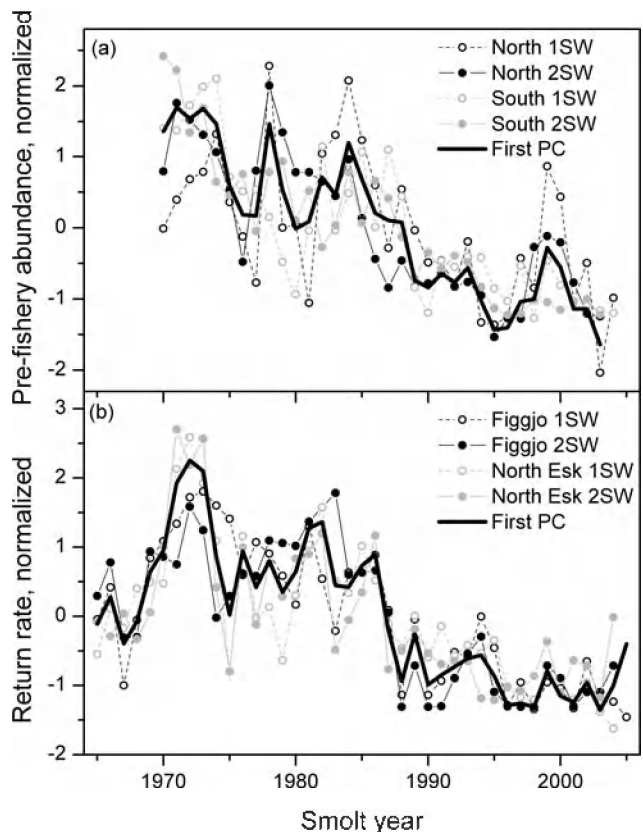 (a)
North 1SW
North 2SW
South 1SW
South 2SW
First PC
Pre-fishery abundance, normalized
2
1
0
-1
-2
(b)
Figgjo 1SW
Figgjo 2SW
North Esk 1SW
North Esk 2SW
First PC
Return rate, normalized
3
2
1
0
-1
-2
1970 1980 1990 2000
Smolt year